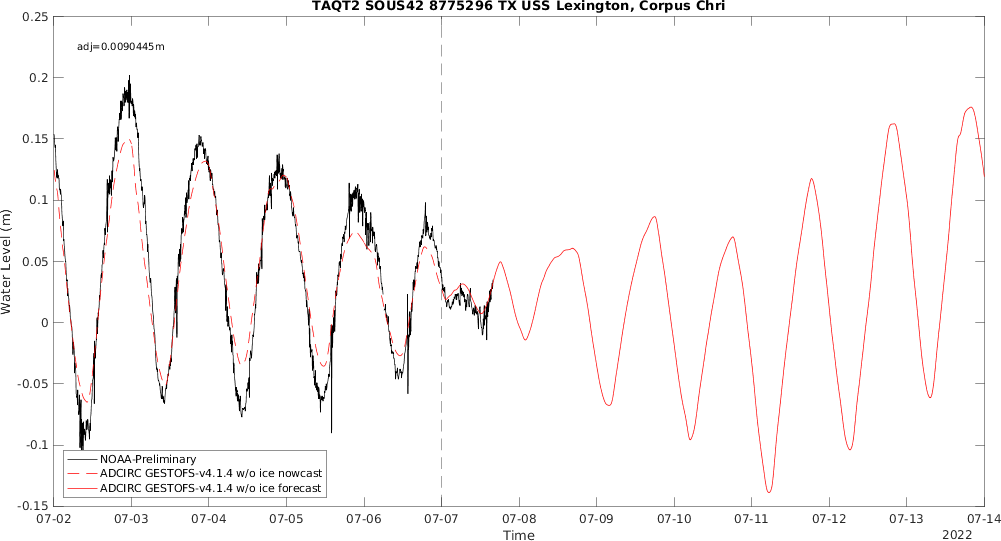 TAQT2 SOUS42 8775296 TX USS Lexington, Corpus Chri
adj=0.0090445m
Water Level (m)
0.25
0.2
0.15
0.1
0.05
0
-0.05
-0.1
-0.15
NOAA-Preliminary
ADCIRC GESTOFS-v4.1.4 w/o ice nowcast
ADCIRC GESTOFS-v4.1.4 w/o ice forecast
07-02 07-03 07-04 07-05 07-06 07-07 07-08 07-09 07-10 07-11 07-12 07-13 07-14
Time
2022